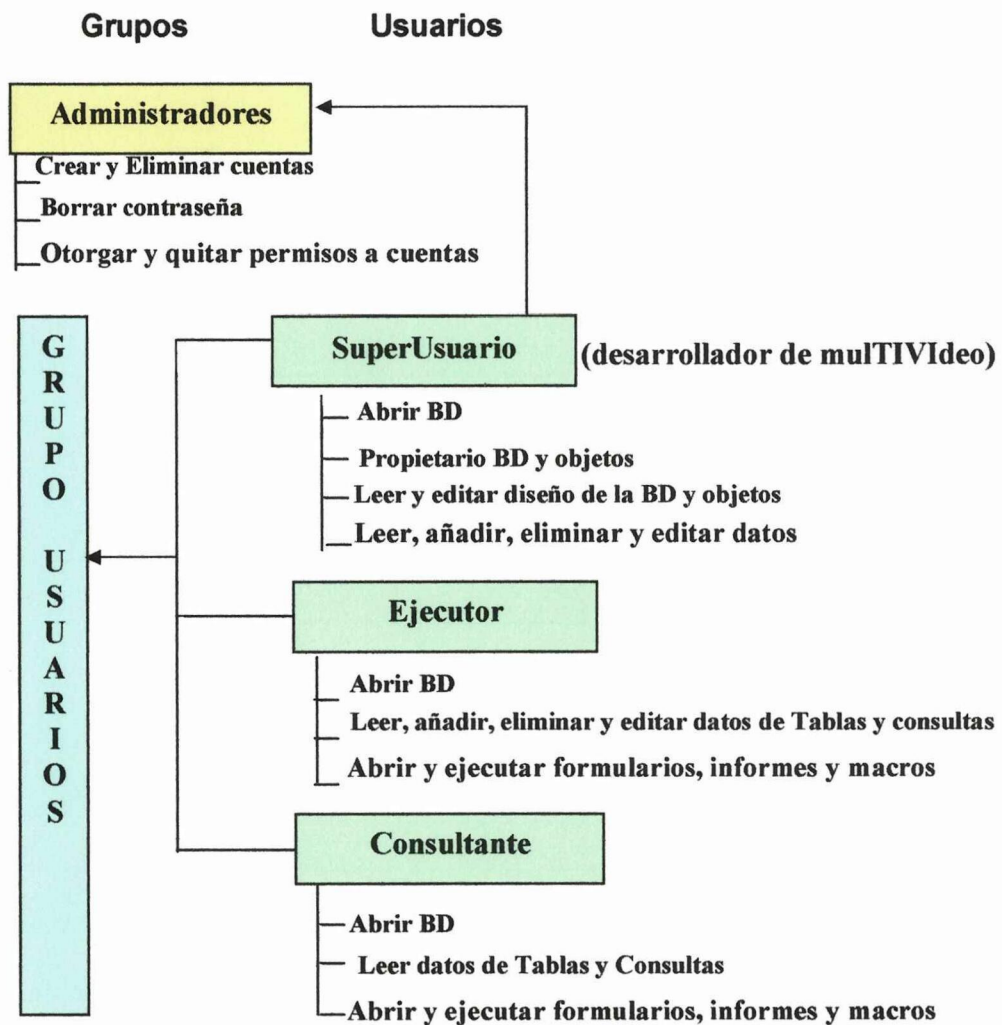 Grupos Usuarios
Administradores
Crear y Eliminar cuentas
Borrar contraseña
Otorgar y quitar permisos a cuentas
GRUPO USUARIOS
SuperUsuario (desarrollador de mulTIVIdeo)
Abrir BD
Propietario BD y objetos
Leer y editar diseño de la BD y objetos
Leer, añadir, eliminar y editar datos
Ejecutor
Abrir BD
Leer, añadir, eliminar y editar datos de Tablas y consultas
Abrir y ejecutar formularios, informes y macros
Consultante
Abrir BD
Leer datos de Tablas y Consultas
Abrir y ejecutar formularios, informes y macros